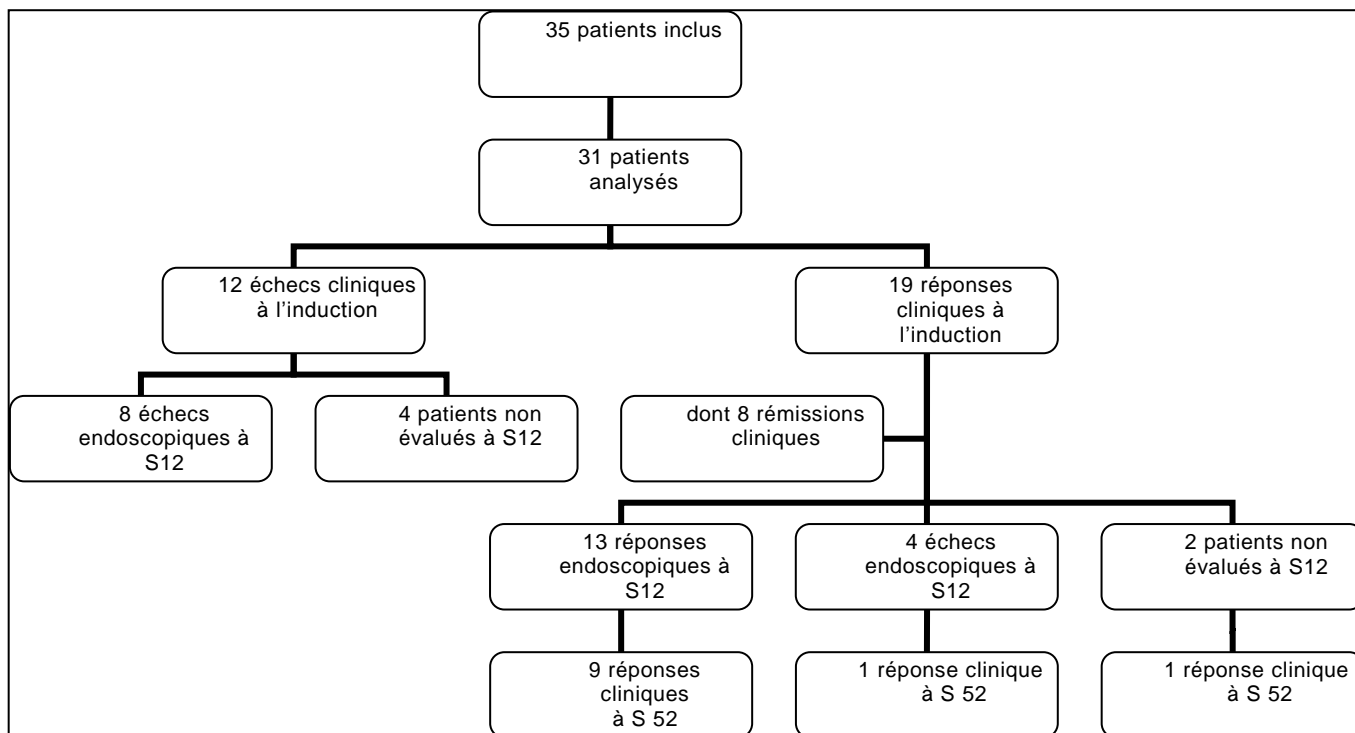 35 patients inclus
31 patients
analysés
12 échecs cliniques
à l'induction
19 réponses
cliniques à
l'induction
8 échecs
endoscopiques à
S12
4 patients non
évalués à S12
dont 8 rémissions
cliniques
13 réponses
endoscopiques à
S12
4 échecs
endoscopiques à
S12
2 patients non
évalués à S12
9 réponses
cliniques
à S 52
1 réponse clinique
à S 52
1 réponse clinique
à S 52